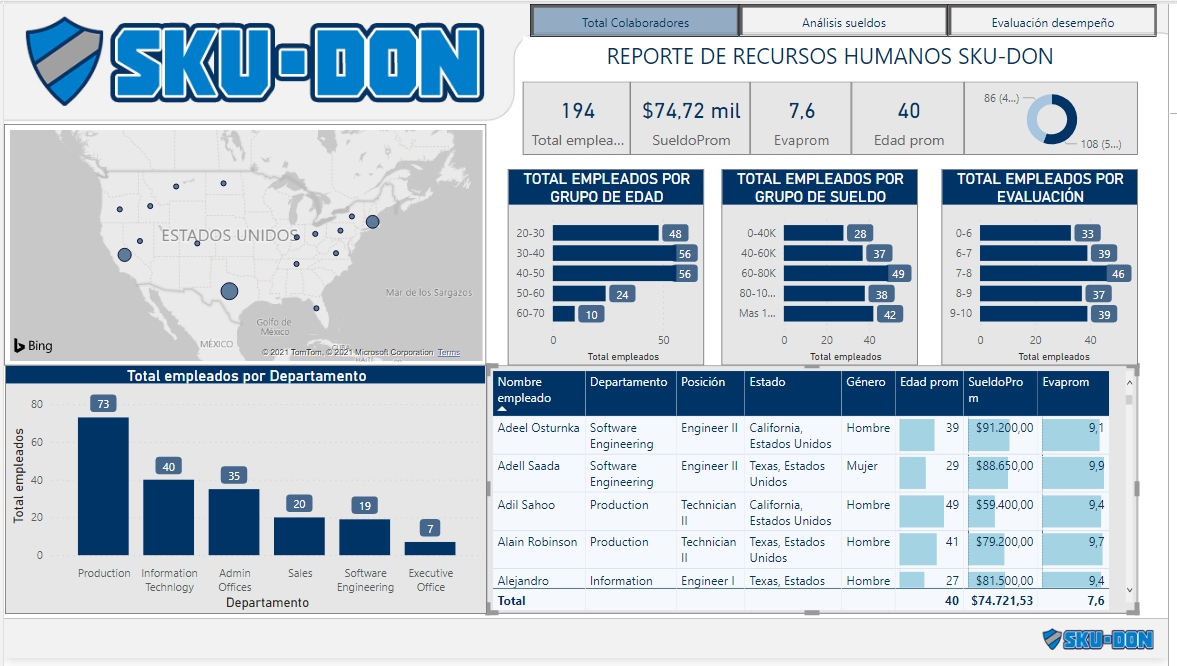 SKU-DON
Total Colaboradores
Análisis sueldos
Evaluación desempeño
REPORTE DE RECURSOS HUMANOS SKU-DON
194
Total emplea...
$74,72 mil
SueldoProm
7,6
Evaprom
40
Edad prom
86 (4...)
108 (5...)
ESTADOS UNIDOS
Mar de los Sargazos
Golfo de
México
MÉXICO
CUBA
Bing
© 2021 TomTom, © 2021 Microsoft Corporation Terms
TOTAL EMPLEADOS POR
GRUPO DE EDAD
20-30 48
30-40 56
40-50 56
50-60 24
60-70 10
0 50
Total empleados
TOTAL EMPLEADOS POR
GRUPO DE SUELDO
0-40K 28
40-60K 37
60-80K 49
80-10... 38
Mas 1... 42
0 20 40
Total empleados
TOTAL EMPLEADOS POR
EVALUACIÓN
0-6 33
6-7 39
7-8 46
8-9 37
9-10 39
0 20 40
Total empleados
Total empleados por Departamento
Total empleados
80
60
40
20
0
73
40
35
20
19
7
Production
Information
Technlogy
Admin
Offices
Sales
Software
Engineering
Executive
Office
Departamento
Nombre Departamento Posición Estado Género Edad prom SueldoPro Evaprom
empleado m
Adeel Osturnka Software Engineer II California, Hombre 39 $91.200,00 9,1
Engineering Estados Unidos
Adell Saada Software Engineer II Texas, Estados Mujer 29 $88.650,00 9,9
Engineering Unidos
Adil Sahoo Production Technician California, Hombre 49 $59.400,00 9,4
II Estados Unidos
Alain Robinson Production Technician Texas, Estados Hombre 41 $79.200,00 9,7
II Unidos
Alejandro Information Engineer I Texas, Estados Hombre 27 $81.500,00 9,4
Total 40 $74.721,53 7,6
SKU-DON